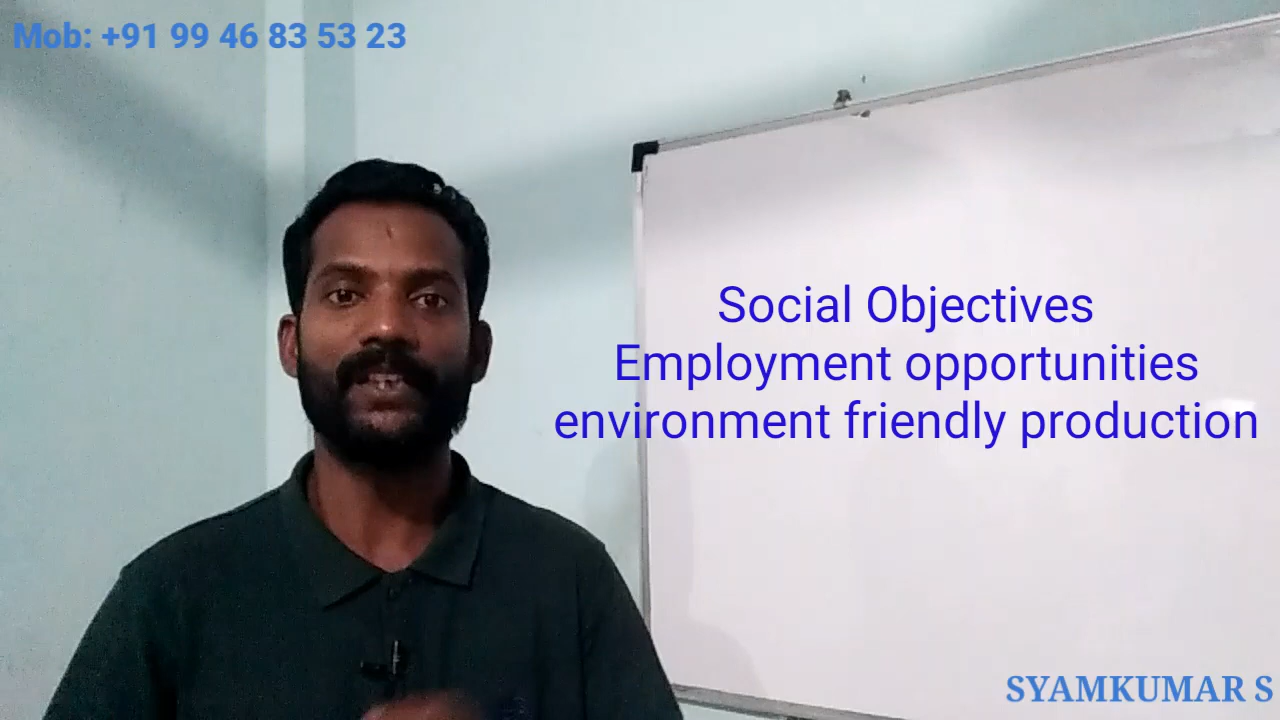 Mob: +91 99 46 83 53 23
Social Objectives
Employment opportunities
environment friendly production
SYAMKUMAR S